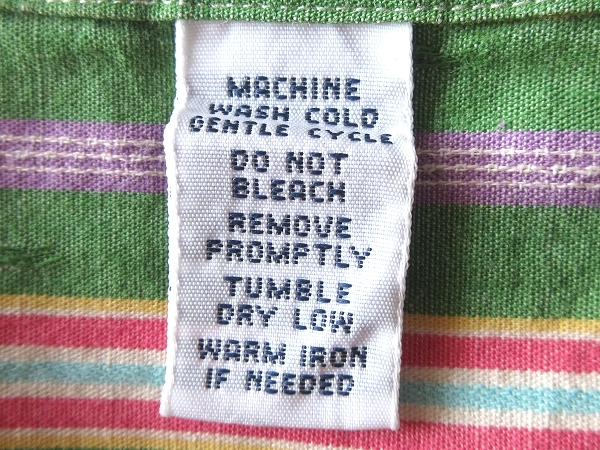 MACHINE
WASH COLD
GENTLE CYCLE
DO NOT
BLEACH
REMOVE
PROMPTLY
TUMBLE
DRY LOW
WARM IRON
IF NEEDED